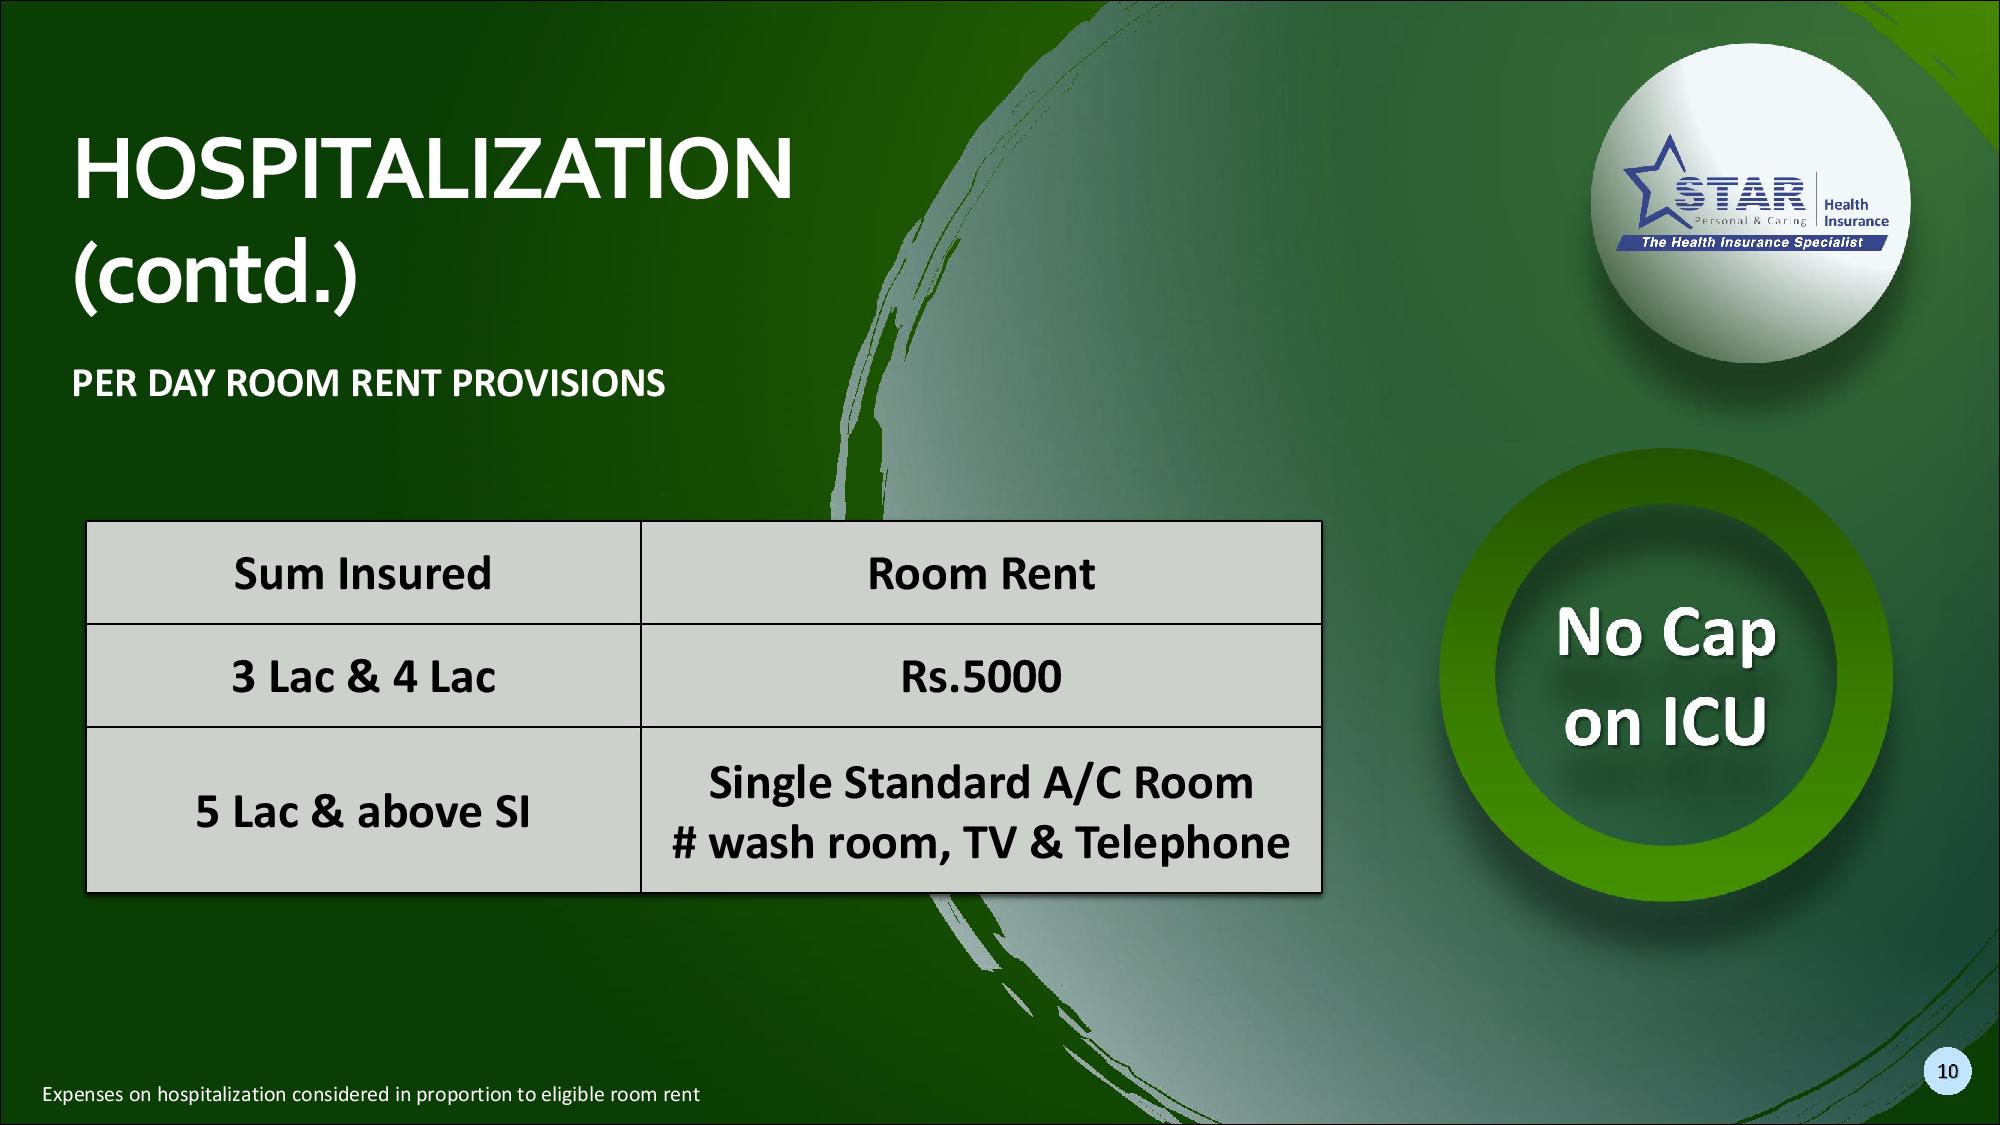 HOSPITALIZATION
(contd.)
PER DAY ROOM RENT PROVISIONS
STAR
Personal & Caring
Health
Insurance
The Health Insurance Specialist
Sum Insured
Room Rent
3 Lac & 4 Lac
Rs.5000
5 Lac & above SI
Single Standard A/C Room
# wash room, TV & Telephone
No Cap
on ICU
Expenses on hospitalization considered in proportion to eligible room rent
10